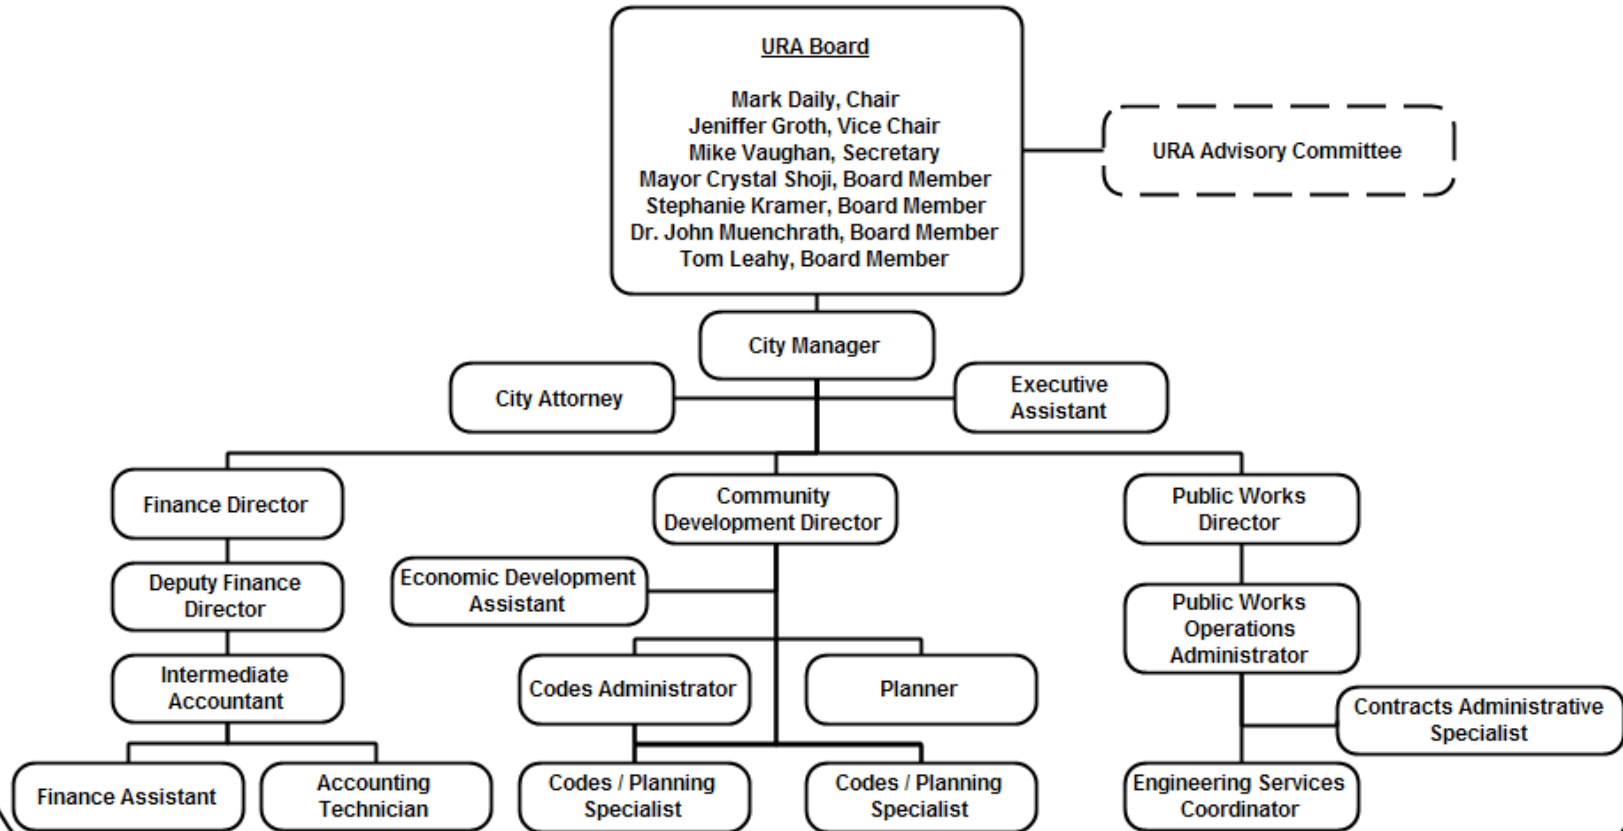 URA Board
Mark Daily, Chair
Jeniffer Groth, Vice Chair
Mike Vaughan, Secretary
Mayor Crystal Shoji, Board Member
Stephanie Kramer, Board Member
Dr. John Muenchrath, Board Member
Tom Leahy, Board Member
URA Advisory Committee
City Manager
City Attorney
Executive
Assistant
Finance Director
Community
Development Director
Public Works
Director
Deputy Finance
Director
Economic Development
Assistant
Public Works
Operations
Administrator
Intermediate
Accountant
Codes Administrator
Planner
Contracts Administrative
Specialist
Finance Assistant
Accounting
Technician
Codes / Planning
Specialist
Codes / Planning
Specialist
Engineering Services
Coordinator